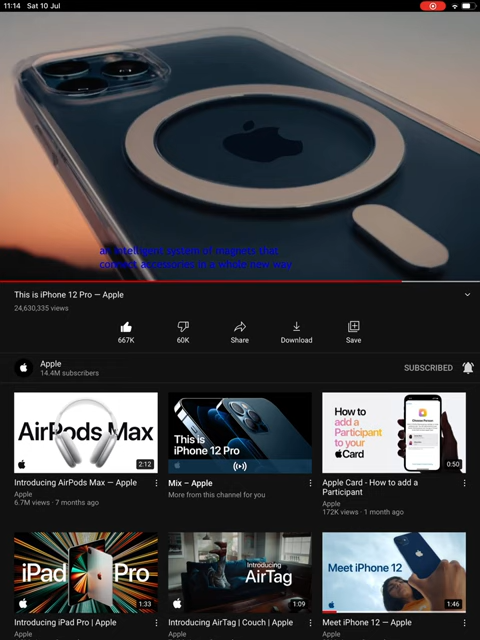 11:14 Sat 10 Jul
an intelligent system of magnets that
connect accessories in a whole new way
This is iPhone 12 Pro — Apple
24,630,335 views
667K
60K
Share
Download
Save
Apple
14.4M subscribers
SUBSCRIBED
AirPods Max
2:12
Introducing AirPods Max — Apple
Apple
6.7M views · 7 months ago
This is
iPhone 12 Pro
Mix – Apple
More from this channel for you
How to
add a
Participant
to your
Card
0:50
Apple Card - How to add a
Participant
Apple
172K views · 1 month ago
iPad Pro
1:33
Introducing iPad Pro | Apple
Apple
Introducing
AirTag
1:09
Introducing AirTag | Couch | Apple
Apple
Meet iPhone 12
1:46
Meet iPhone 12 — Apple
Apple